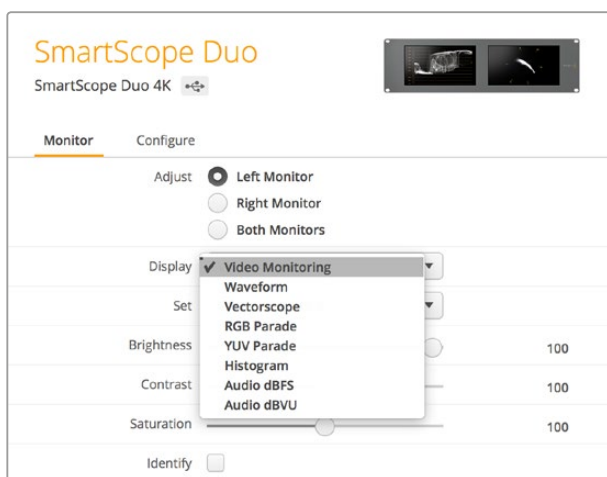 SmartScope Duo
SmartScope Duo 4K
Monitor Configure
Adjust Left Monitor
Right Monitor
Both Monitors
Display ✓ Video Monitoring
Waveform
Set Vectorscope
RGB Parade
Brightness YUV Parade 100
Histogram
Contrast Audio dBFS 100
Audio dBVU
Saturation 100
Identify